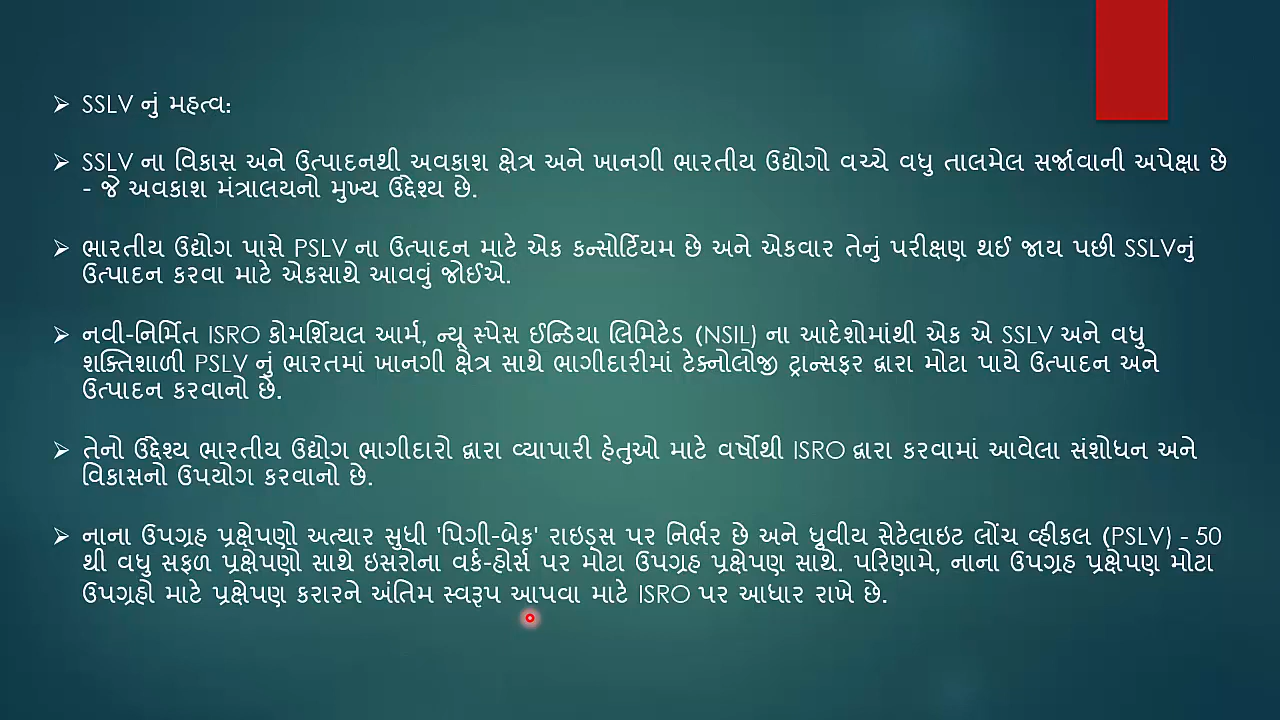 ➢ SSLV નું મહત્વ:
➢ SSLV ના વિકાસ અને ઉત્પાદનથી અવકાશ ક્ષેત્ર અને ખાનગી ભારતીય ઉદ્યોગો વચ્ચે વધુ તાલમેલ સર્જાવાની અપેક્ષા છે
- જે અવકાશ મંત્રાલયનો મુખ્ય ઉદ્દેશ્ય છે.
➢ ભારતીય ઉદ્યોગ પાસે PSLV ના ઉત્પાદન માટે એક કન્સોર્ટિયમ છે અને એકવાર તેનું પરીક્ષણ થઈ જાય પછી SSLVનું
ઉત્પાદન કરવા માટે એકસાથે આવવું જોઈએ.
➢ નવી-નિર્મિત ISRO કોમર્શિયલ આર્મ, ન્યૂ સ્પેસ ઈન્ડિયા લિમિટેડ (NSIL) ના આદેશોમાંથી એક એ SSLV અને વધુ
શક્તિશાળી PSLV નું ભારતમાં ખાનગી ક્ષેત્ર સાથે ભાગીદારીમાં ટેક્નોલોજી ટ્રાન્સફર દ્વારા મોટા પાયે ઉત્પાદન અને
ઉત્પાદન કરવાનો છે.
➢ તેનો ઉદ્દેશ્ય ભારતીય ઉદ્યોગ ભાગીદારો દ્વારા વ્યાપારી હેતુઓ માટે વર્ષોથી ISRO દ્વારા કરવામાં આવેલા સંશોધન અને
વિકાસનો ઉપયોગ કરવાનો છે.
➢ નાના ઉપગ્રહ પ્રક્ષેપણો અત્યાર સુધી 'પિગી-બેક' રાઇડ્સ પર નિર્ભર છે અને ધ્રુવીય સેટેલાઇટ લોંચ વ્હીકલ (PSLV) - 50
થી વધુ સફળ પ્રક્ષેપણો સાથે ઇસરોના વર્ક-હોર્સ પર મોટા ઉપગ્રહ પ્રક્ષેપણ સાથે. પરિણામે, નાના ઉપગ્રહ પ્રક્ષેપણ મોટા
ઉપગ્રહો માટે પ્રક્ષેપણ કરારને અંતિમ સ્વરૂપ આપવા માટે ISRO પર આધાર રાખે છે.